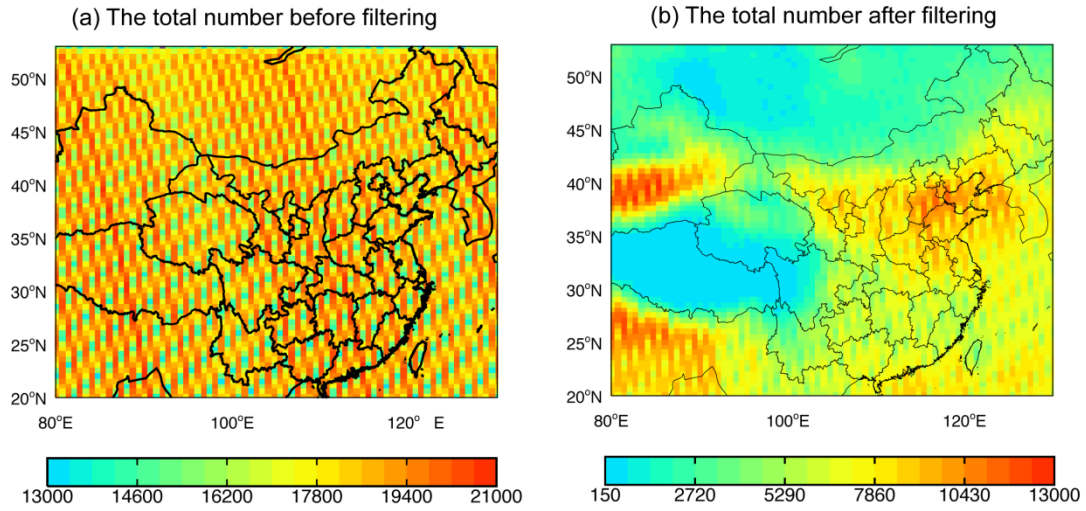 (a) The total number before filtering
50°N
45°N
40°N
35°N
30°N
25°N
20°N
80°E 100°E 120° E
13000 14600 16200 17800 19400 21000
(b) The total number after filtering
50°N
45°N
40°N
35°N
30°N
25°N
20°N
80°E 100°E 120°E
150 2720 5290 7860 10430 13000